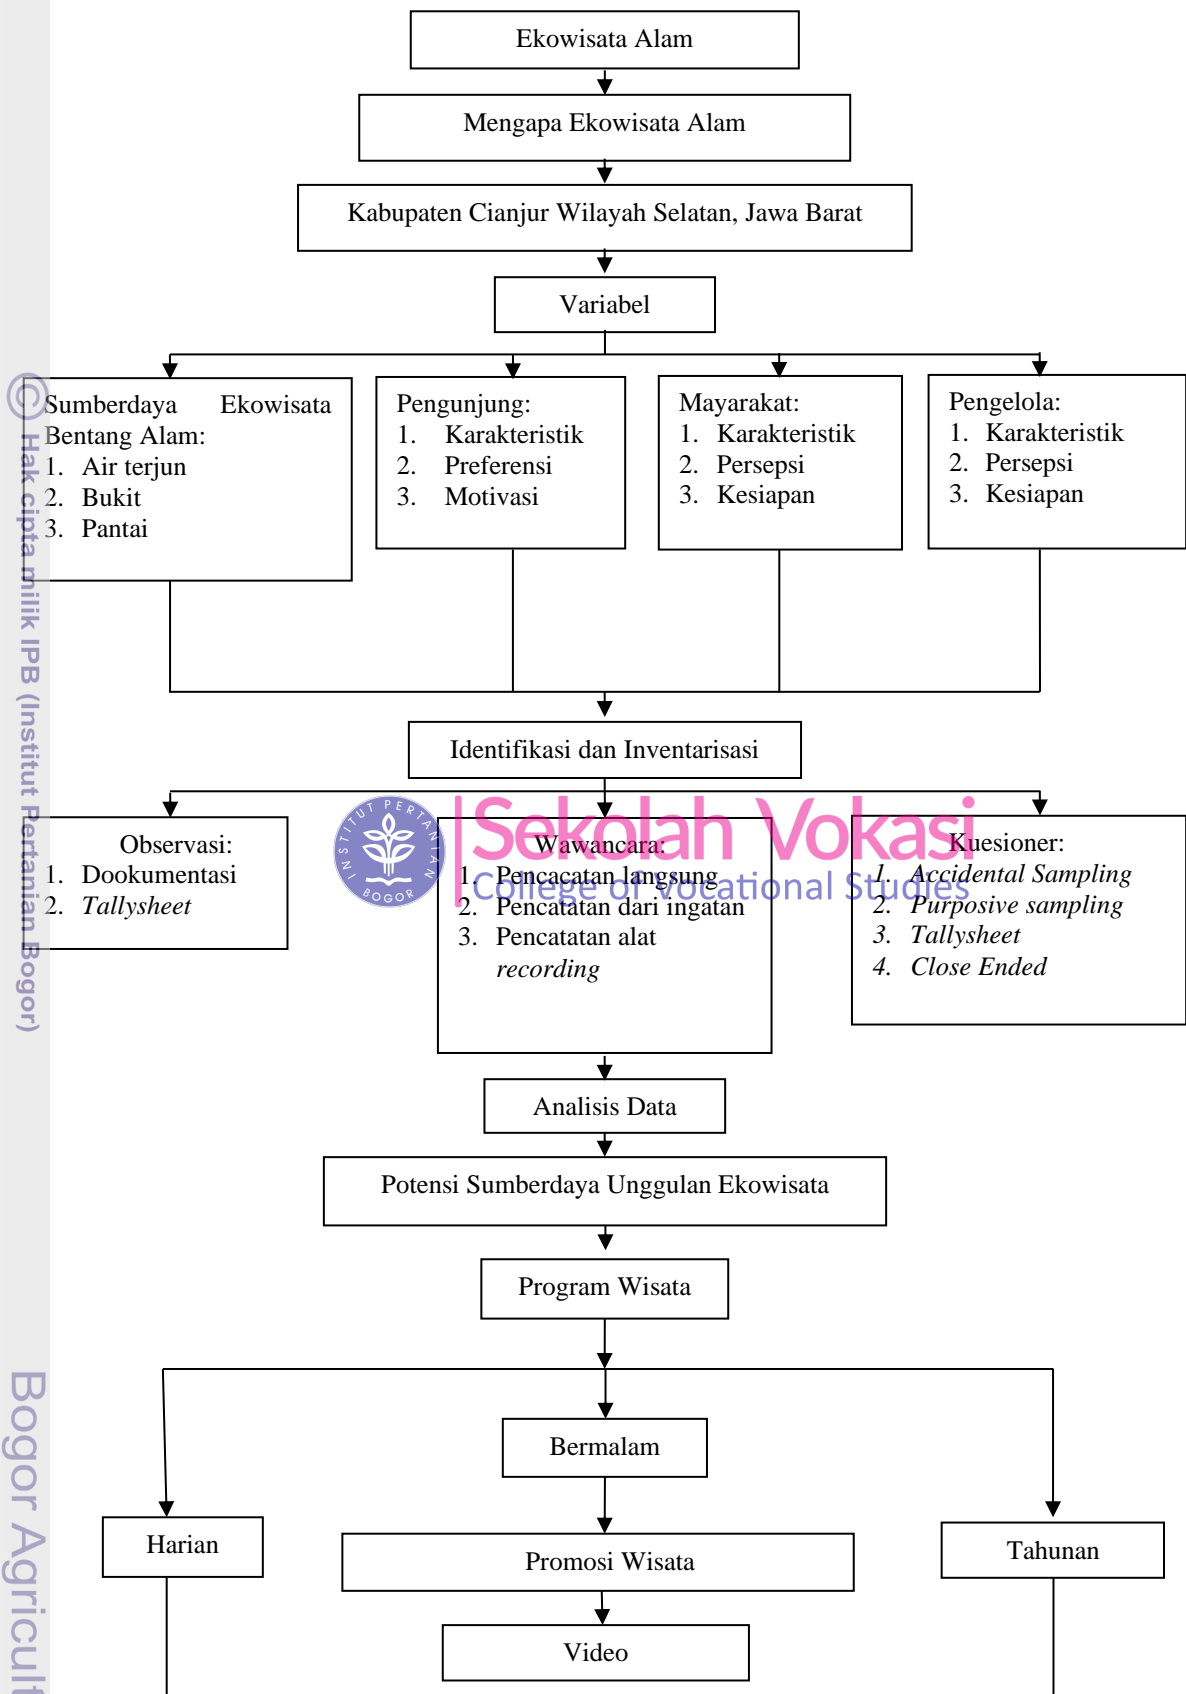 Ekowisata Alam
Mengapa Ekowisata Alam
Kabupaten Cianjur Wilayah Selatan, Jawa Barat
Variabel
Sumberdaya Ekowisata
Bentang Alam:
1. Air terjun
2. Bukit
3. Pantai
Pengunjung:
1. Karakteristik
2. Preferensi
3. Motivasi
Mayarakat:
1. Karakteristik
2. Persepsi
3. Kesiapan
Pengelola:
1. Karakteristik
2. Persepsi
3. Kesiapan
Identifikasi dan Inventarisasi
Observasi:
1. Dookumentasi
2. Tallysheet
Wawancara:
1. Pencacatan langsung
2. Pencatatan dari ingatan
3. Pencatatan alat
recording
Kuesioner:
1. Accidental Sampling
2. Purposive sampling
3. Tallysheet
4. Close Ended
INSTITUT PERTANIAN
BOGOR
Sekolah Vokasi
College of Vocational Studies
Analisis Data
Potensi Sumberdaya Unggulan Ekowisata
Program Wisata
Bermalam
Harian
Promosi Wisata
Tahunan
Video
© Hak cipta milik IPB (Institut Pertanian Bogor)
Bogor Agricult